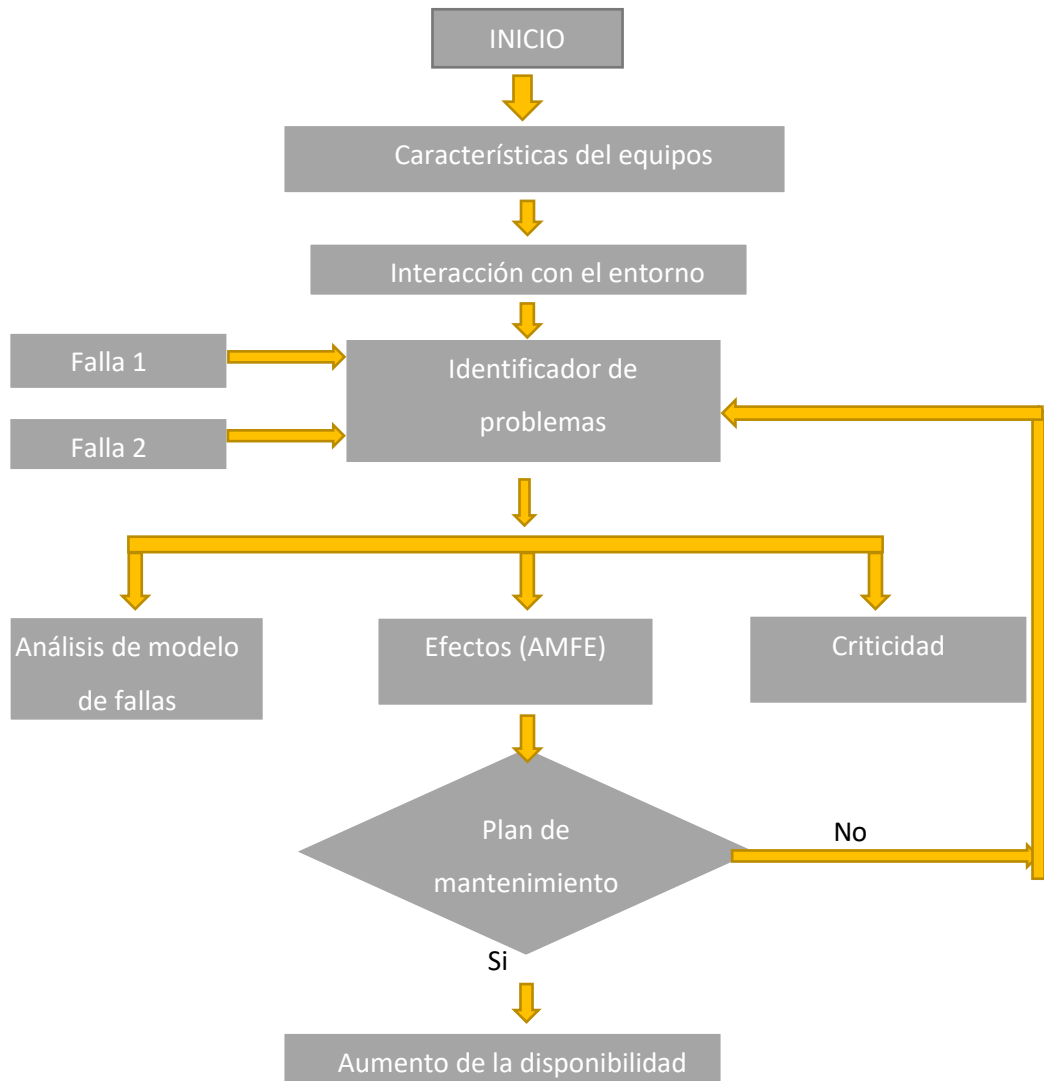 INICIO
Características del equipos
Interacción con el entorno
Falla 1
Identificador de
problemas
Falla 2
Análisis de modelo
de fallas
Efectos (AMFE)
Criticidad
Plan de
mantenimiento
No
Si
Aumento de la disponibilidad